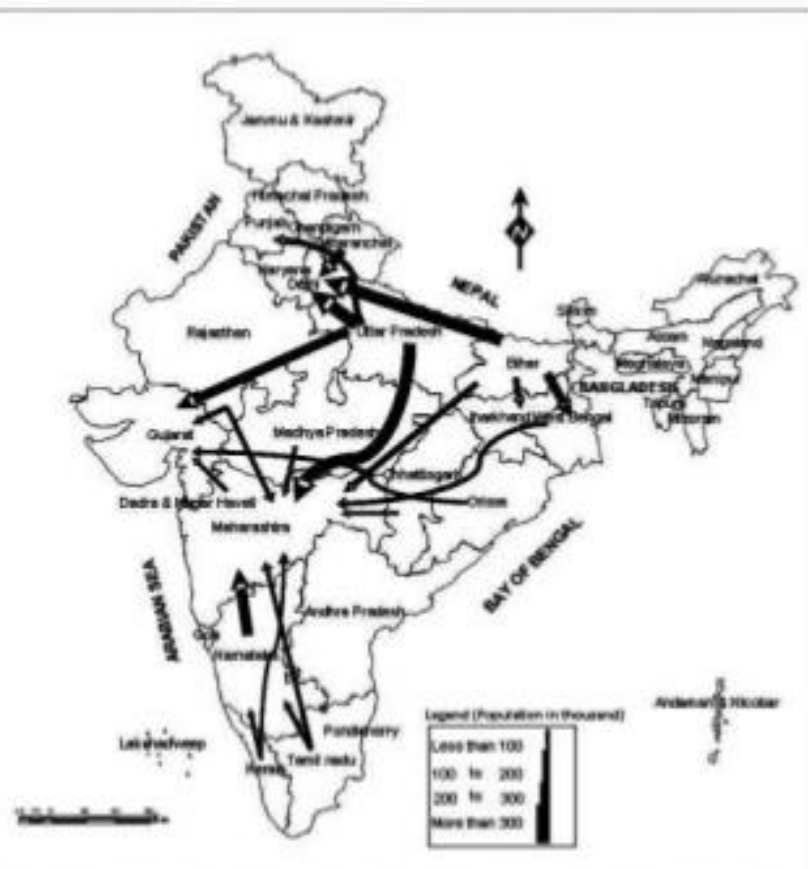 Jammu & Kashmir
Himachal Pradesh
Punjab
Chandigarh
Uttaranchal
Haryana
Delhi
PAKISTAN
N
NEPAL
Rajasthan
Uttar Pradesh
Bihar
Sikkim
Arunachal
Assam
Nagaland
Meghalaya
Manipur
BANGLADESH
Tripura
Mizoram
Gujarat
Madhya Pradesh
Jharkhand
West Bengal
Chhattisgarh
Orissa
Dadra & Nagar Haveli
Maharashtra
BAY OF BENGAL
ARABIAN SEA
Andhra Pradesh
Goa
Karnataka
Andaman & Nicobar
Lakshadweep
Pondicherry
Kerala
Tamil nadu
Legend (Population in thousand)
Less than 100
100 to 200
200 to 300
More than 300